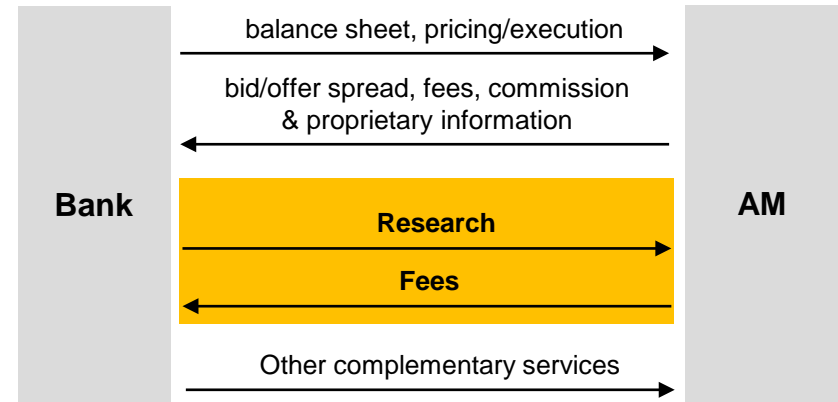 balance sheet, pricing/execution
bid/offer spread, fees, commission
& proprietary information
Bank
AM
Research
Fees
Other complementary services